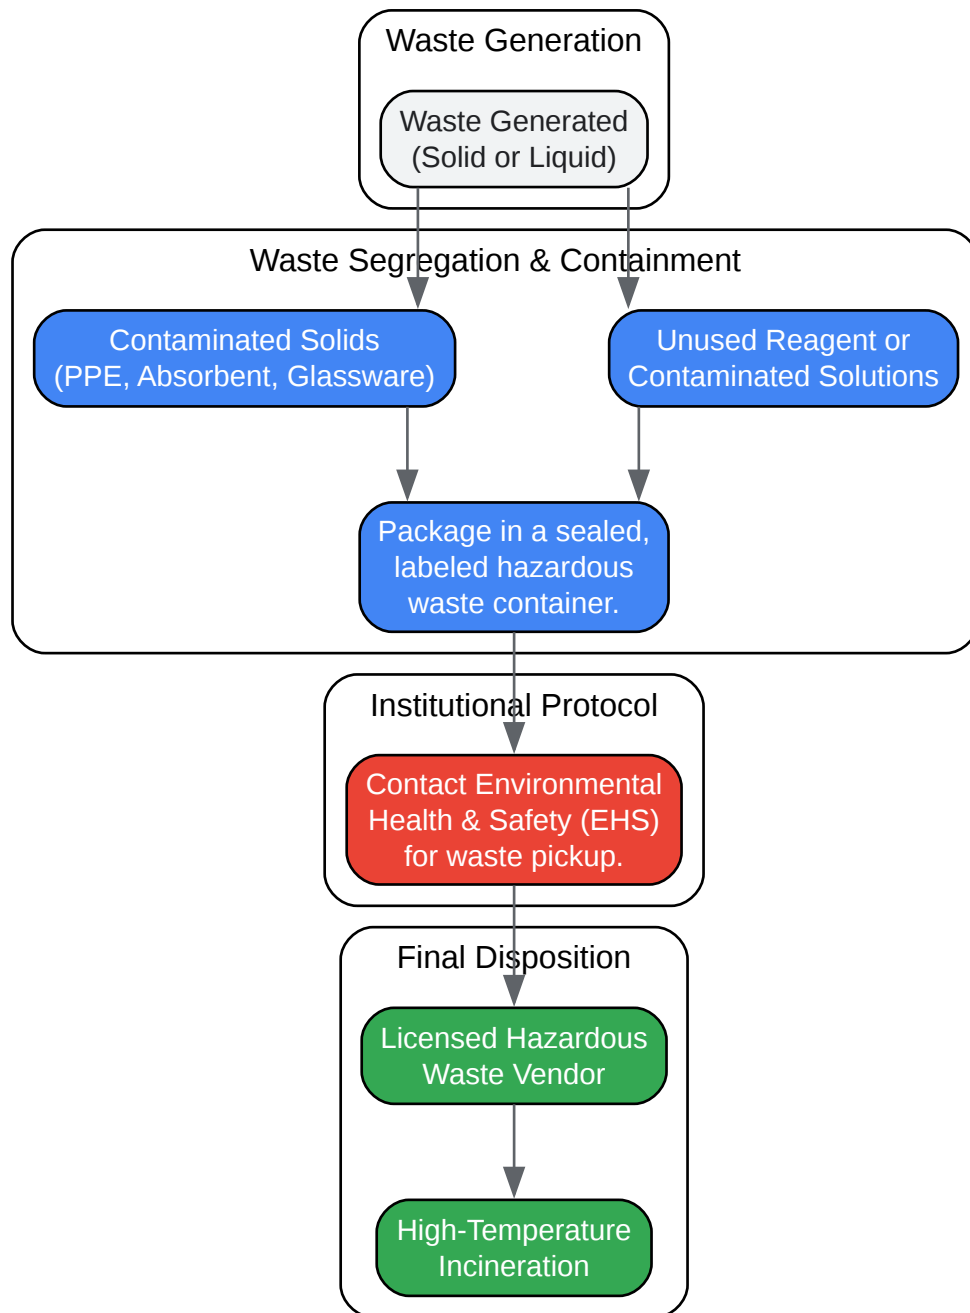 Waste Generation
Waste Generated
(Solid or Liquid)
Waste Segregation & Containment
Contaminated Solids
(PPE, Absorbent, Glassware)
Unused Reagent or
Contaminated Solutions
Package in a sealed,
labeled hazardous
waste container.
Institutional Protocol
Contact Environmental
Health & Safety (EHS)
for waste pickup.
Final Disposition
Licensed Hazardous
Waste Vendor
High-Temperature
Incineration